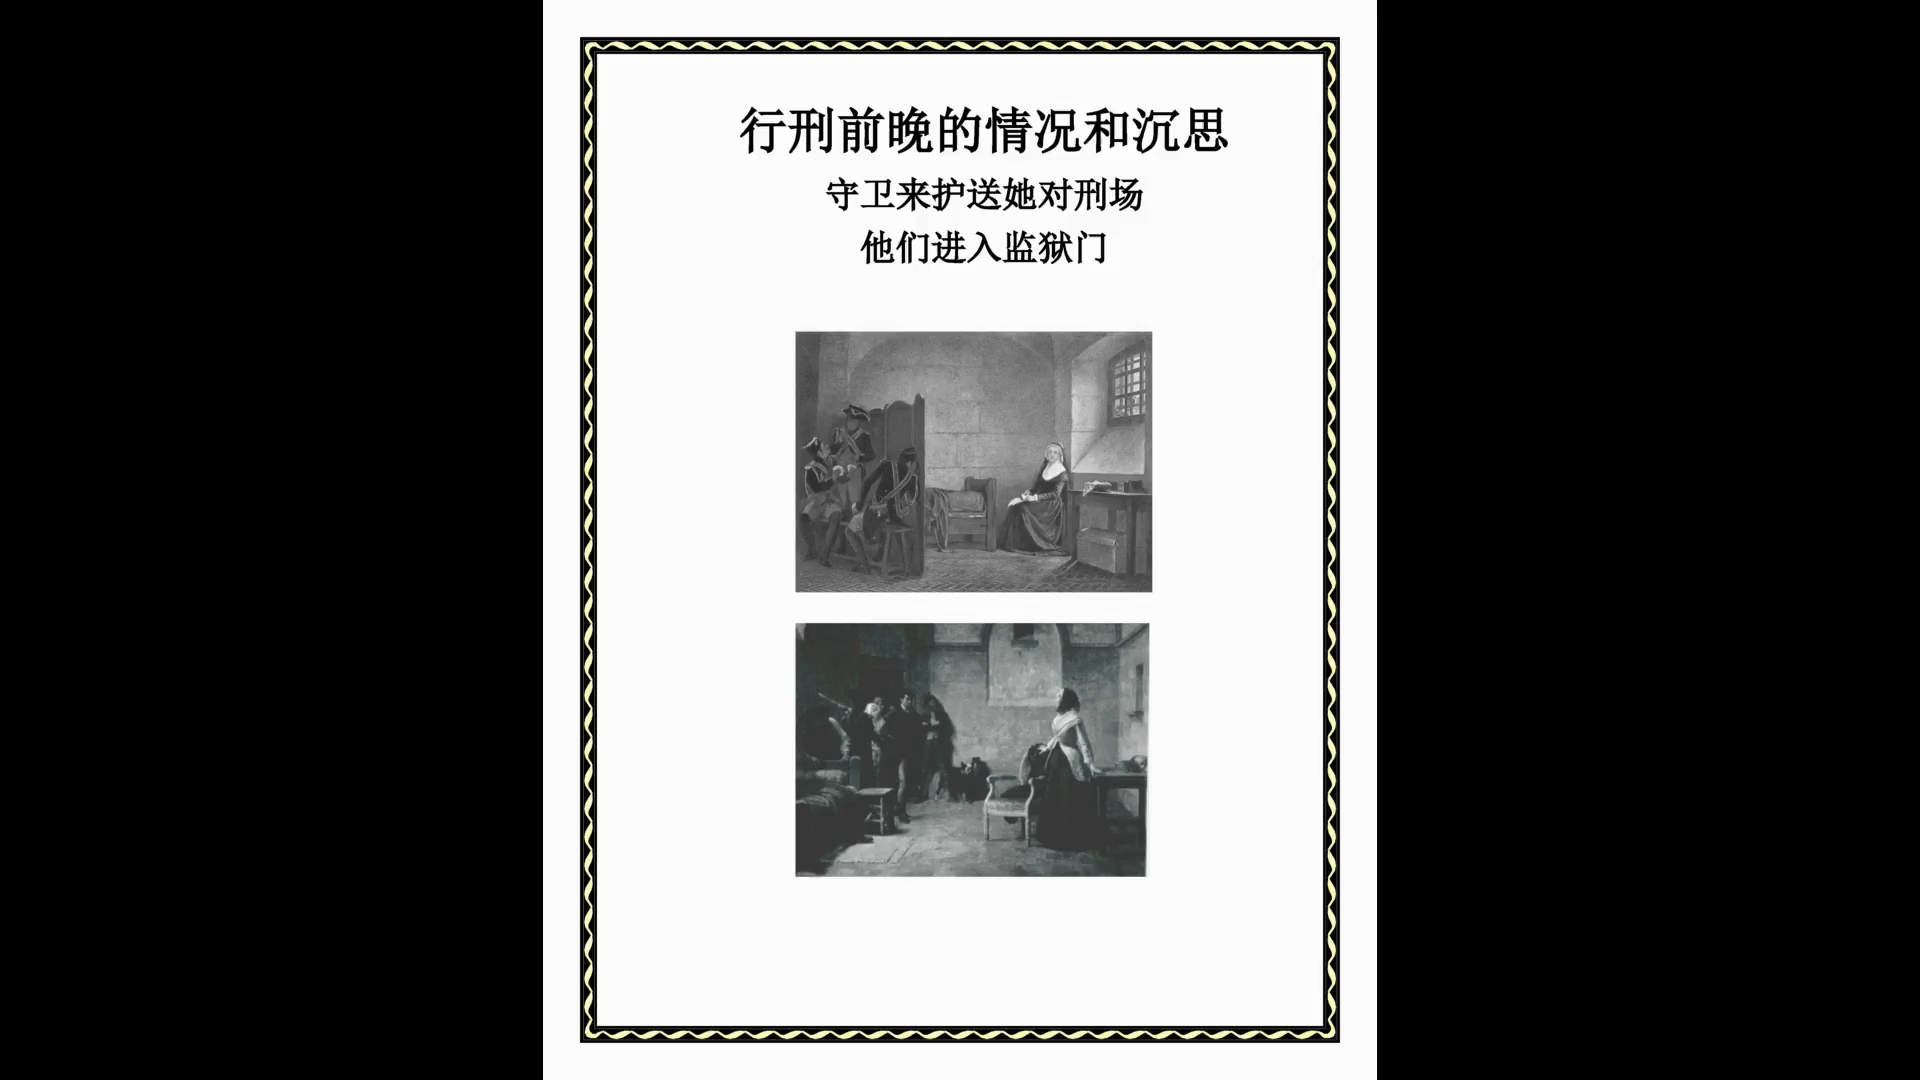 行刑前晚的情况和沉思
守卫来护送她对刑场
他们进入监狱门